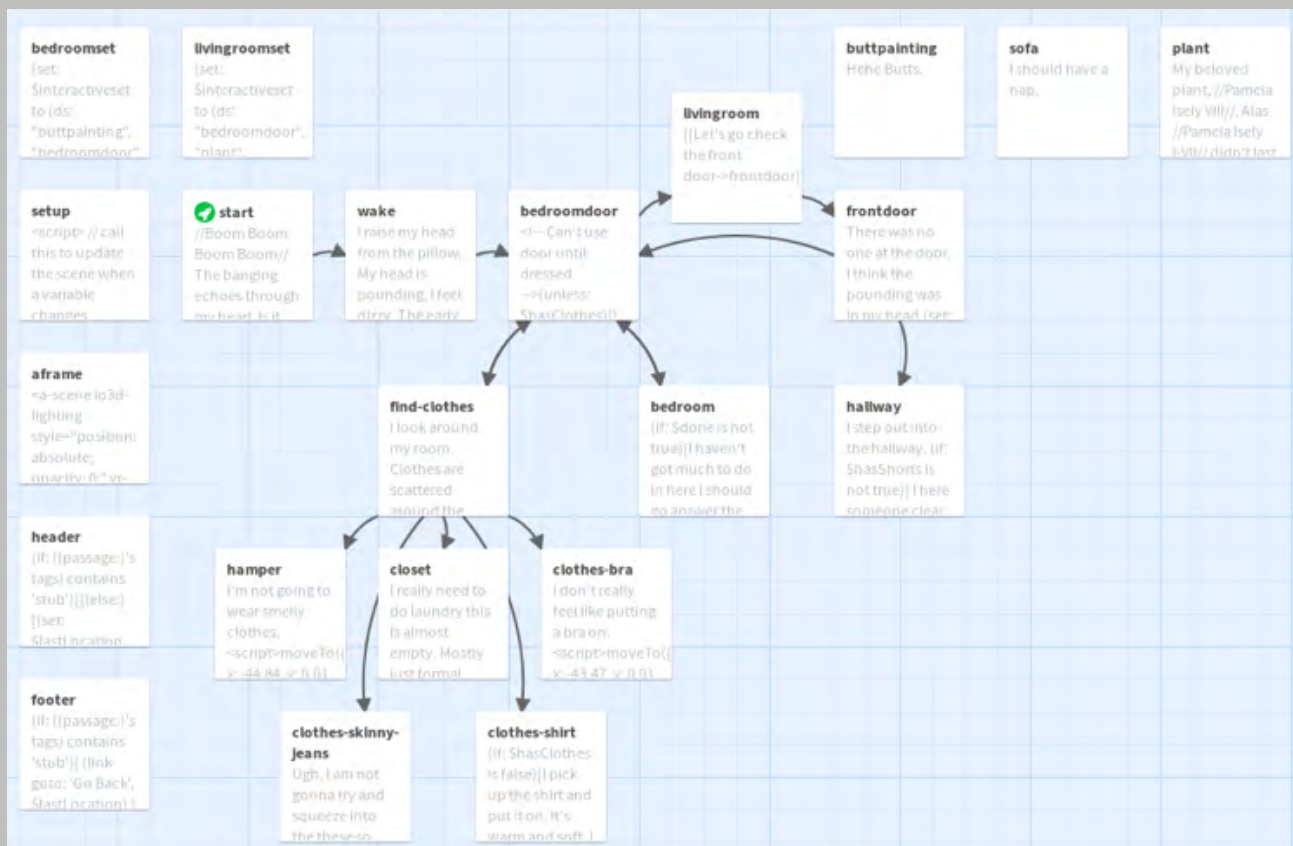 bedroomset
(set:
$interactiveset
to (ds:
"buttpainting",
"bedroomdoor"
livingroomset
(set:
$interactiveset
to (ds:
"bedroomdoor",
"plant",
buttpainting
Hehe Butts.
sofa
I should have a
nap.
plant
My beloved
plant, //Pamela
Isely VIII//. Alas
//Pamela Isely
I-VII// didn't last
livingroom
[[Let's go check
the front
door->frontdoor]
setup
<script> // call
this to update
the scene when
a variable
changes
start
//Boom Boom
Boom Boom//
The banging
echoes through
my head. Is it
wake
I raise my head
from the pillow.
My head is
pounding, I feel
dizzy. The early
bedroomdoor
<!-- Can't use
door until
dressed
-->(unless:
$hasClothes)[]
frontdoor
There was no
one at the door,
I think the
pounding was
in my head (set:
aframe
<a-scene io3d-
lighting
style="position:
absolute;
opacity: 0;" vr-
find-clothes
I look around
my room.
Clothes are
scattered
around the
bedroom
(if: $done is not
true)[I haven't
got much to do
in here I should
go answer the
hallway
I step out into
the hallway. (if:
$hasShorts is
not true)[ I here
someone clear
header
(if: ((passage:)'s
tags) contains
'stub')[](else:)
[(set:
$lastLocation
hamper
I'm not going to
wear smelly
clothes.
<script>moveTo({
x: -44.84, y: 0.0}
closet
I really need to
do laundry this
is almost
empty. Mostly
just formal
clothes-bra
I don't really
feel like putting
a bra on.
<script>moveTo({
x: -43.47, y: 0.0}
footer
(if: ((passage:)'s
tags) contains
'stub')[ (link
goto: 'Go Back',
$lastLocation) ]
clothes-skinny-
jeans
Ugh, I am not
gonna try and
squeeze into
the these so
clothes-shirt
(if: $hasClothes
is false)[I pick
up the shirt and
put it on. It's
warm and soft. I